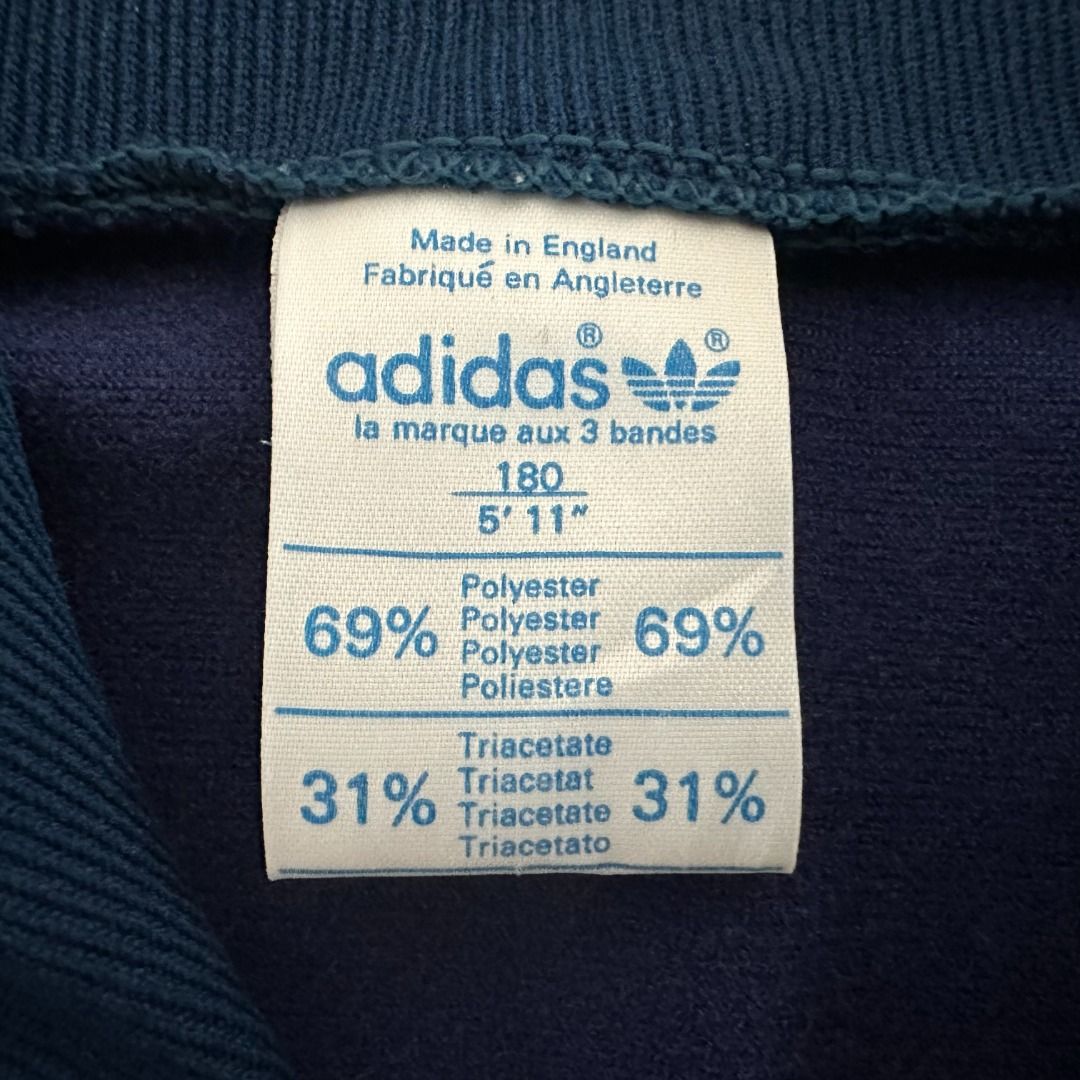 Made in England
Fabriqué en Angleterre
adidas® ®
la marque aux 3 bandes
180
5' 11"
Polyester
Polyester
69% 69%
Polyester
Poliestere
Triacetate
Triacetat
31% 31%
Triacetate
Triacetato